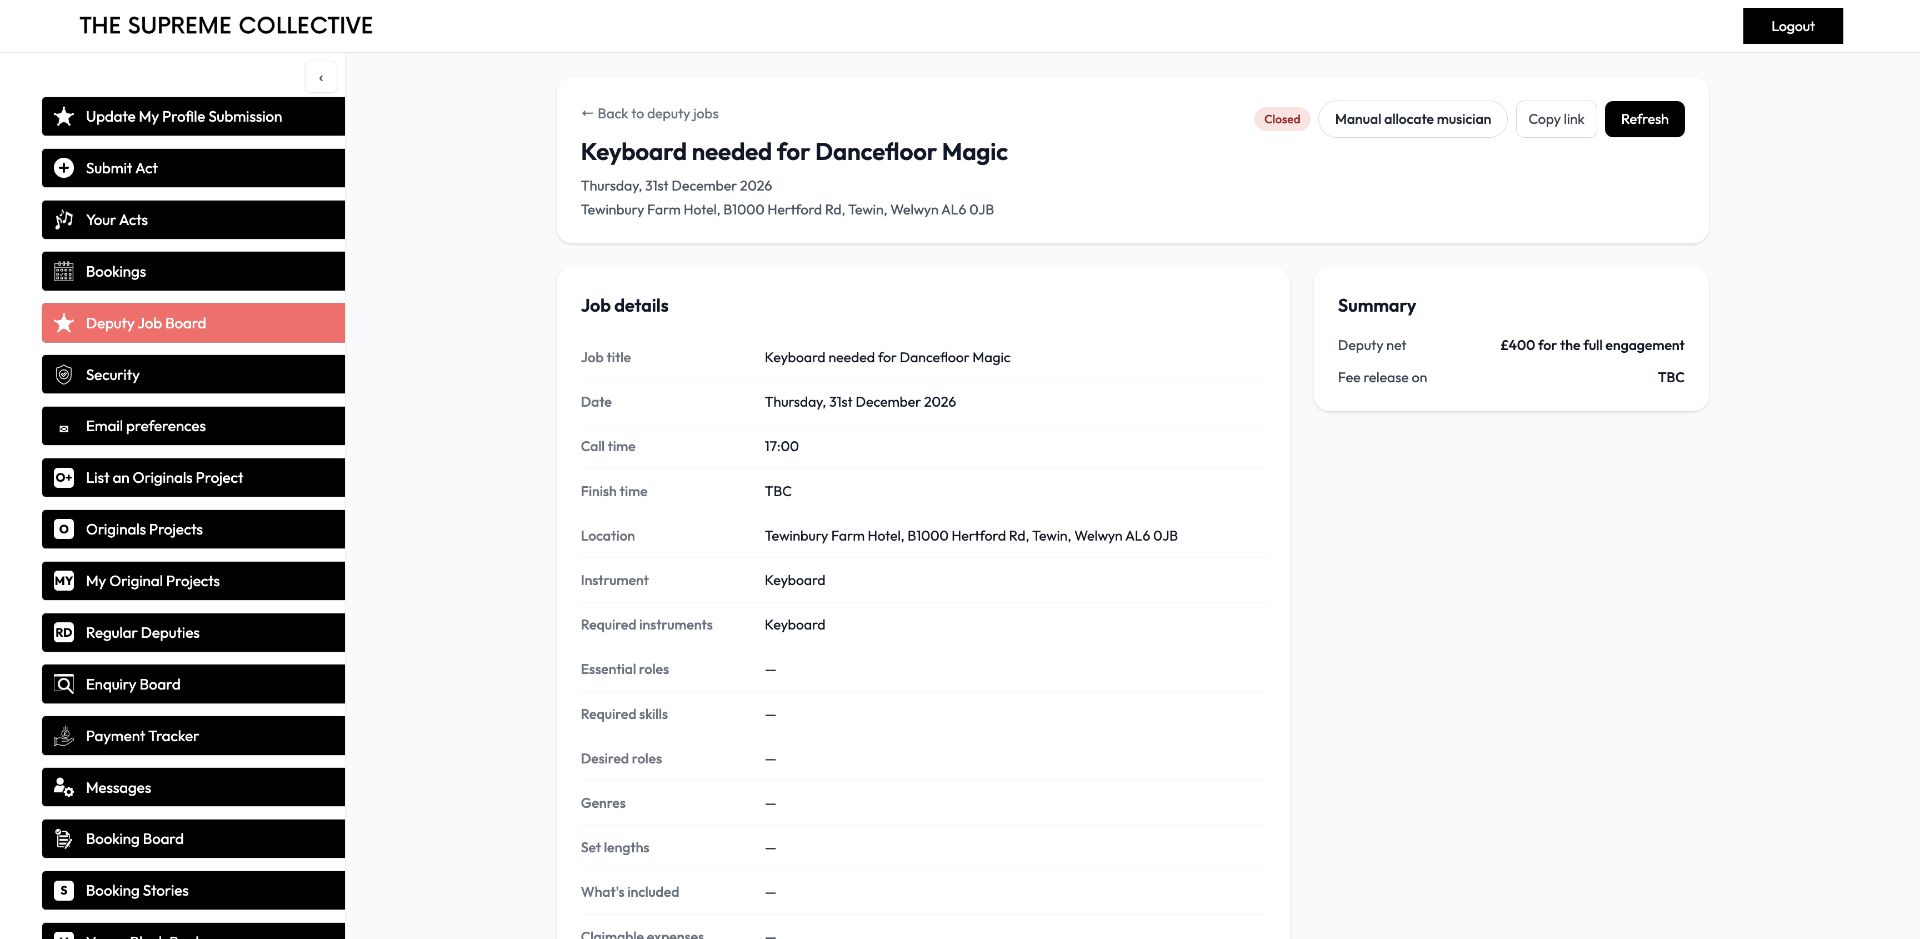 THE SUPREME COLLECTIVE
Logout
‹
Update My Profile Submission
Submit Act
Your Acts
Bookings
Deputy Job Board
Security
Email preferences
O+ List an Originals Project
O Originals Projects
MY My Original Projects
RD Regular Deputies
Enquiry Board
Payment Tracker
Messages
Booking Board
S Booking Stories
← Back to deputy jobs
Closed
Manual allocate musician
Copy link
Refresh
Keyboard needed for Dancefloor Magic
Thursday, 31st December 2026
Tewinbury Farm Hotel, B1000 Hertford Rd, Tewin, Welwyn AL6 0JB
Job details
Job title Keyboard needed for Dancefloor Magic
Date Thursday, 31st December 2026
Call time 17:00
Finish time TBC
Location Tewinbury Farm Hotel, B1000 Hertford Rd, Tewin, Welwyn AL6 0JB
Instrument Keyboard
Required instruments Keyboard
Essential roles —
Required skills —
Desired roles —
Genres —
Set lengths —
What's included —
Claimable expenses —
Summary
Deputy net £400 for the full engagement
Fee release on TBC